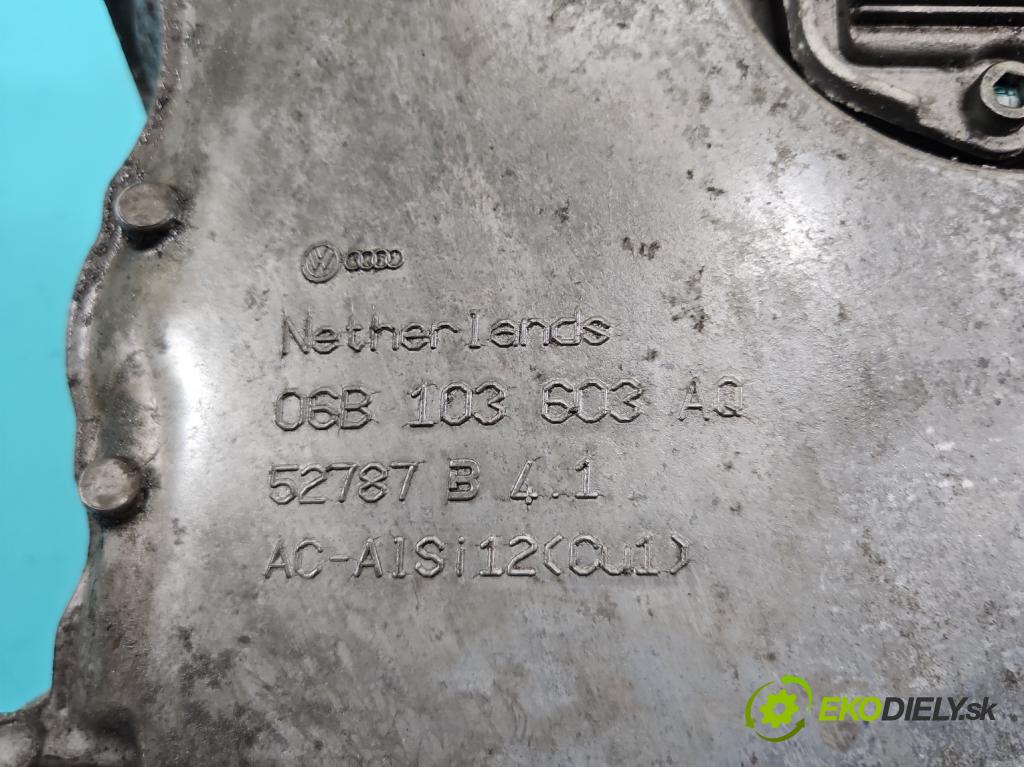 Netherlands
06B 103 603 AQ
52787 B 4.1
AC-AlSi12(Cu1)
EKODIELY.sk